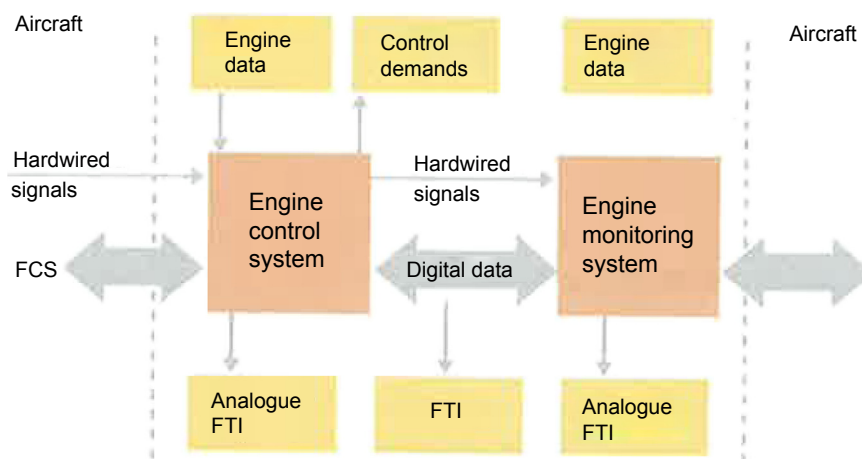 Aircraft
Engine
data
Control
demands
Engine
data
Aircraft
Hardwired
signals
Engine
control
system
Hardwired
signals
Engine
monitoring
system
FCS
Digital data
Analogue
FTI
FTI
Analogue
FTI